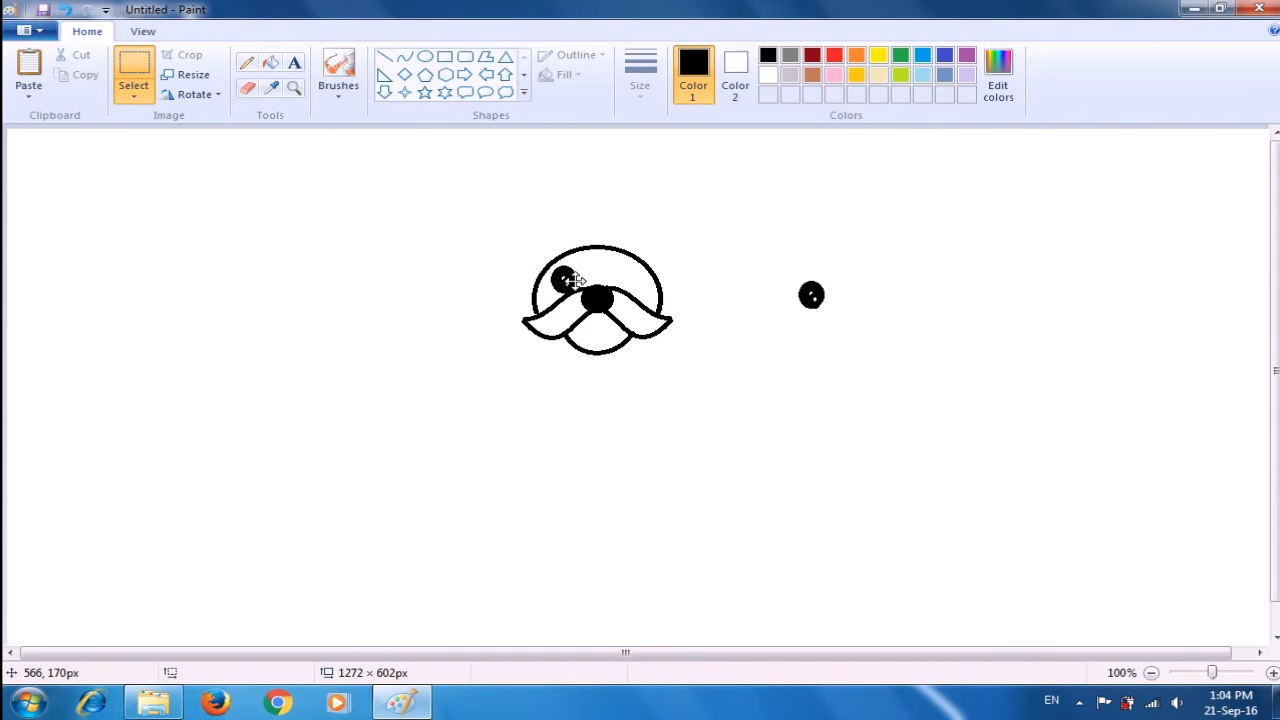 Untitled - Paint
Home View
Paste
Cut
Copy
Clipboard
Select
Crop
Resize
Rotate
Image
A
Tools
Brushes
Outline
Fill
Shapes
Size
Color 1
Color 2
Edit colors
Colors
566, 170px
1272 × 602px
100%
EN
1:04 PM
21-Sep-16